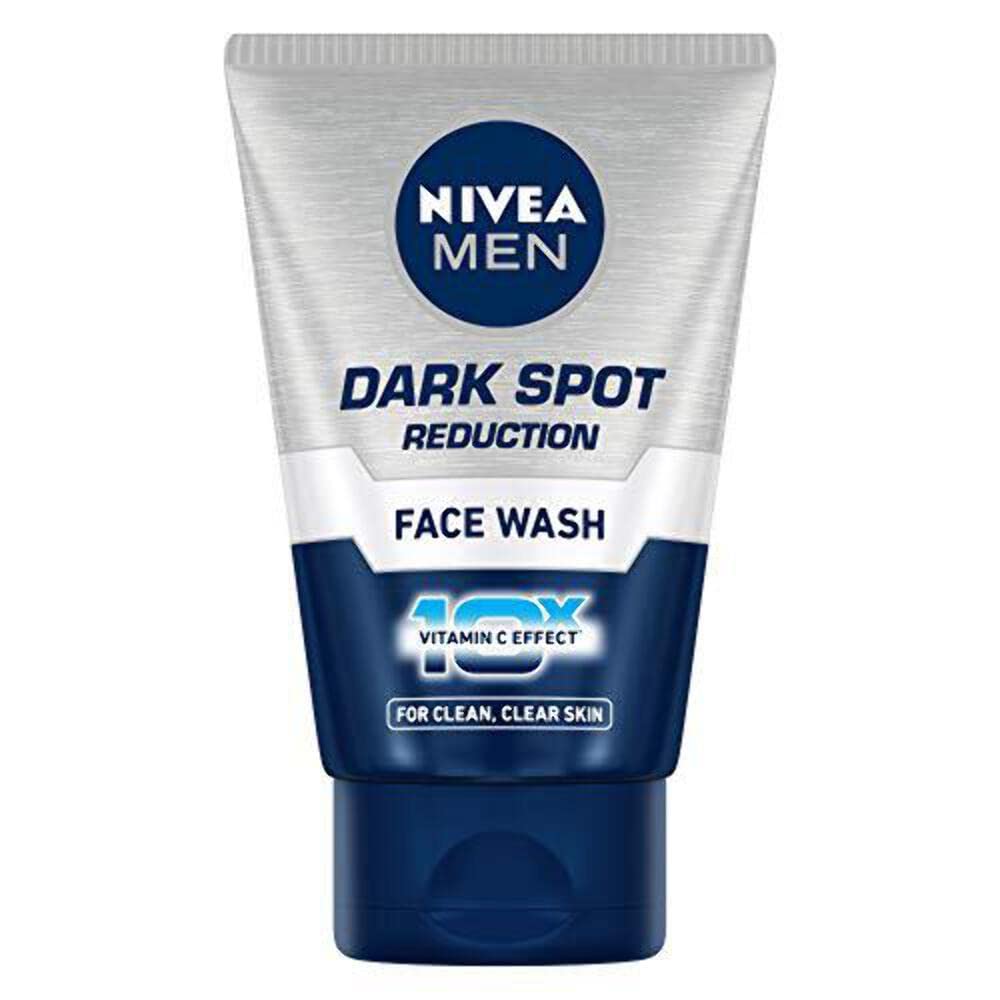 NIVEA
MEN
DARK SPOT
REDUCTION
FACE WASH
10X
VITAMIN C EFFECT
FOR CLEAN, CLEAR SKIN